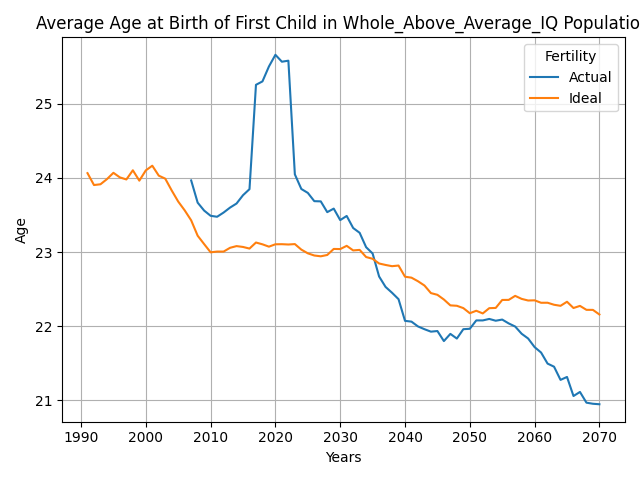 Average Age at Birth of First Child in Whole_Above_Average_IQ Populatio
Fertility
Actual
Ideal
Age
25
24
23
22
21
1990 2000 2010 2020 2030 2040 2050 2060 2070
Years